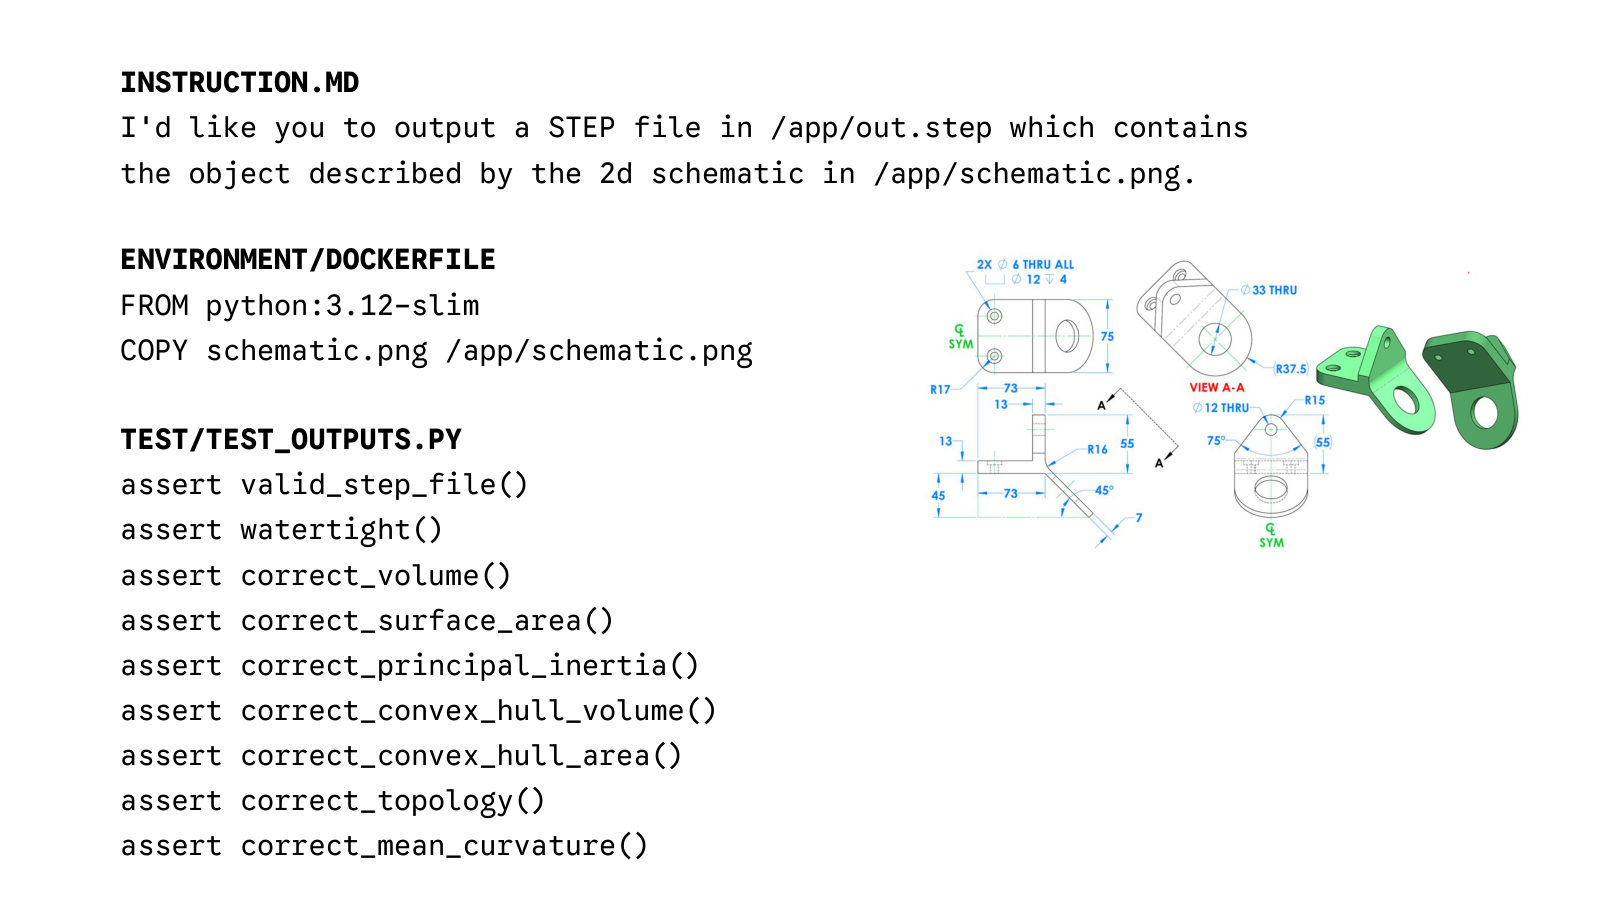 INSTRUCTION.MD
I'd like you to output a STEP file in /app/out.step which contains
the object described by the 2d schematic in /app/schematic.png.
ENVIRONMENT/DOCKERFILE
FROM python:3.12-slim
COPY schematic.png /app/schematic.png
TEST/TEST_OUTPUTS.PY
assert valid_step_file()
assert watertight()
assert correct_volume()
assert correct_surface_area()
assert correct_principal_inertia()
assert correct_convex_hull_volume()
assert correct_convex_hull_area()
assert correct_topology()
assert correct_mean_curvature()
2X ∅ 6 THRU ALL
⌴ ∅ 12 ↧ 4
℄
SYM
75
R17
73
13
13
45
73
55
R16
45°
7
A
A
∅33 THRU
(R37.5)
VIEW A-A
∅12 THRU
R15
75°
(55)
℄
SYM